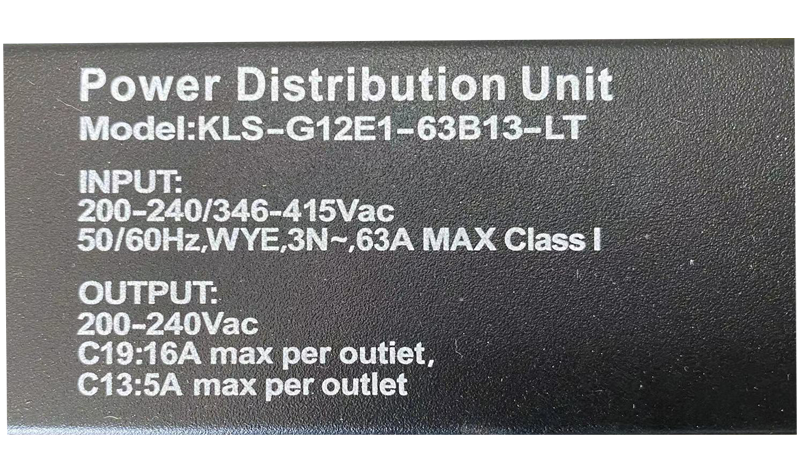 Power Distribution Unit
Model:KLS-G12E1-63B13-LT
INPUT:
200-240/346-415Vac
50/60Hz,WYE,3N~,63A MAX Class I
OUTPUT:
200-240Vac
C19:16A max per outiet,
C13:5A max per outlet